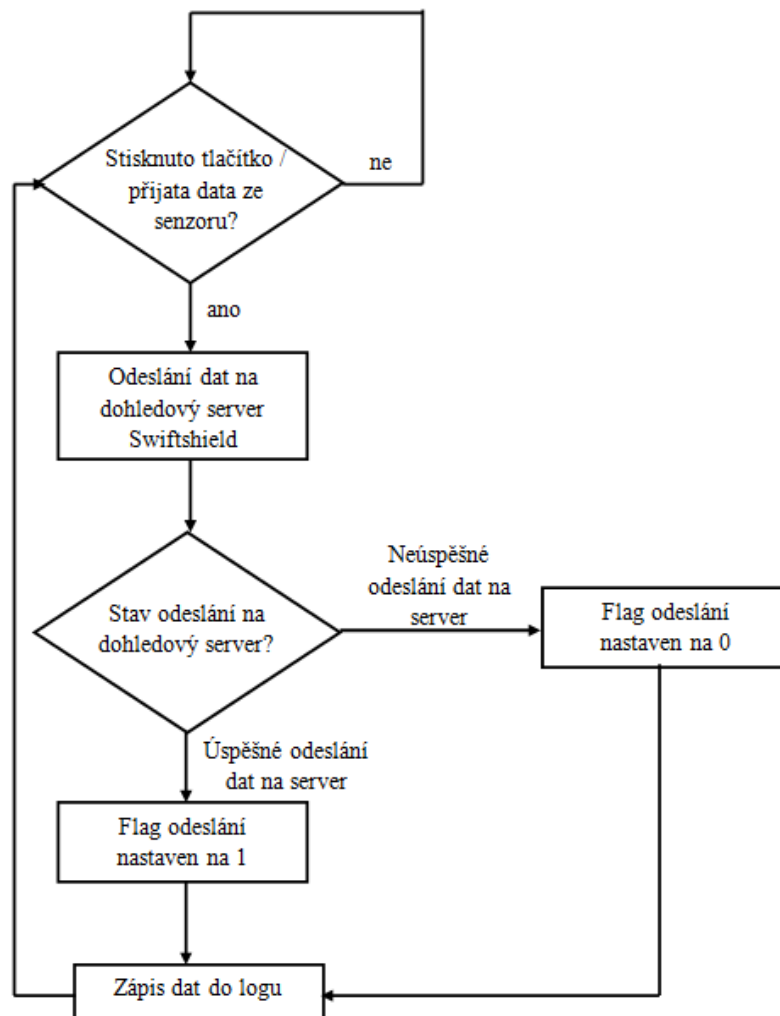 Stisknuto tlačítko /
přijata data ze
senzoru?
ne
ano
Odeslání dat na
dohledový server
Swiftshield
Neúspěšné
odeslání dat na
server
Stav odeslání na
dohledový server?
Flag odeslání
nastaven na 0
Úspěšné odeslání
dat na server
Flag odeslání
nastaven na 1
Zápis dat do logu